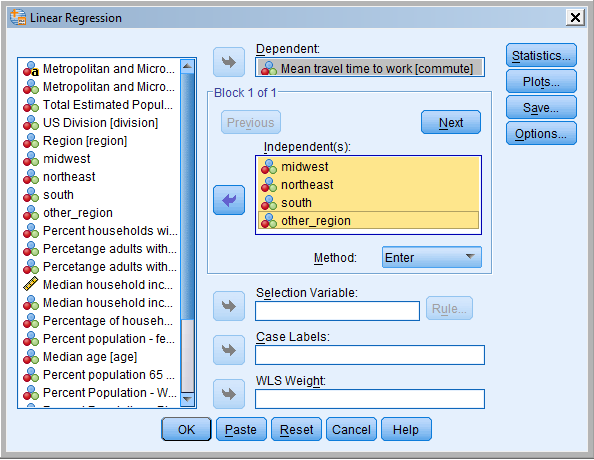 Linear Regression
Metropolitan and Micro...
Metropolitan and Micro...
Total Estimated Popul...
US Division [division]
Region [region]
midwest
northeast
south
other_region
Percent households wi...
Percetange adults with...
Percetange adults with...
Median household inc...
Median household inc...
Percentage of househ...
Percent population - fe...
Median age [age]
Percent population 65 ...
Percent Population - W...
Dependent:
Mean travel time to work [commute]
Block 1 of 1
Previous
Next
Independent(s):
midwest
northeast
south
other_region
Method:
Enter
Selection Variable:
Rule...
Case Labels:
WLS Weight:
Statistics...
Plots...
Save...
Options...
OK
Paste
Reset
Cancel
Help